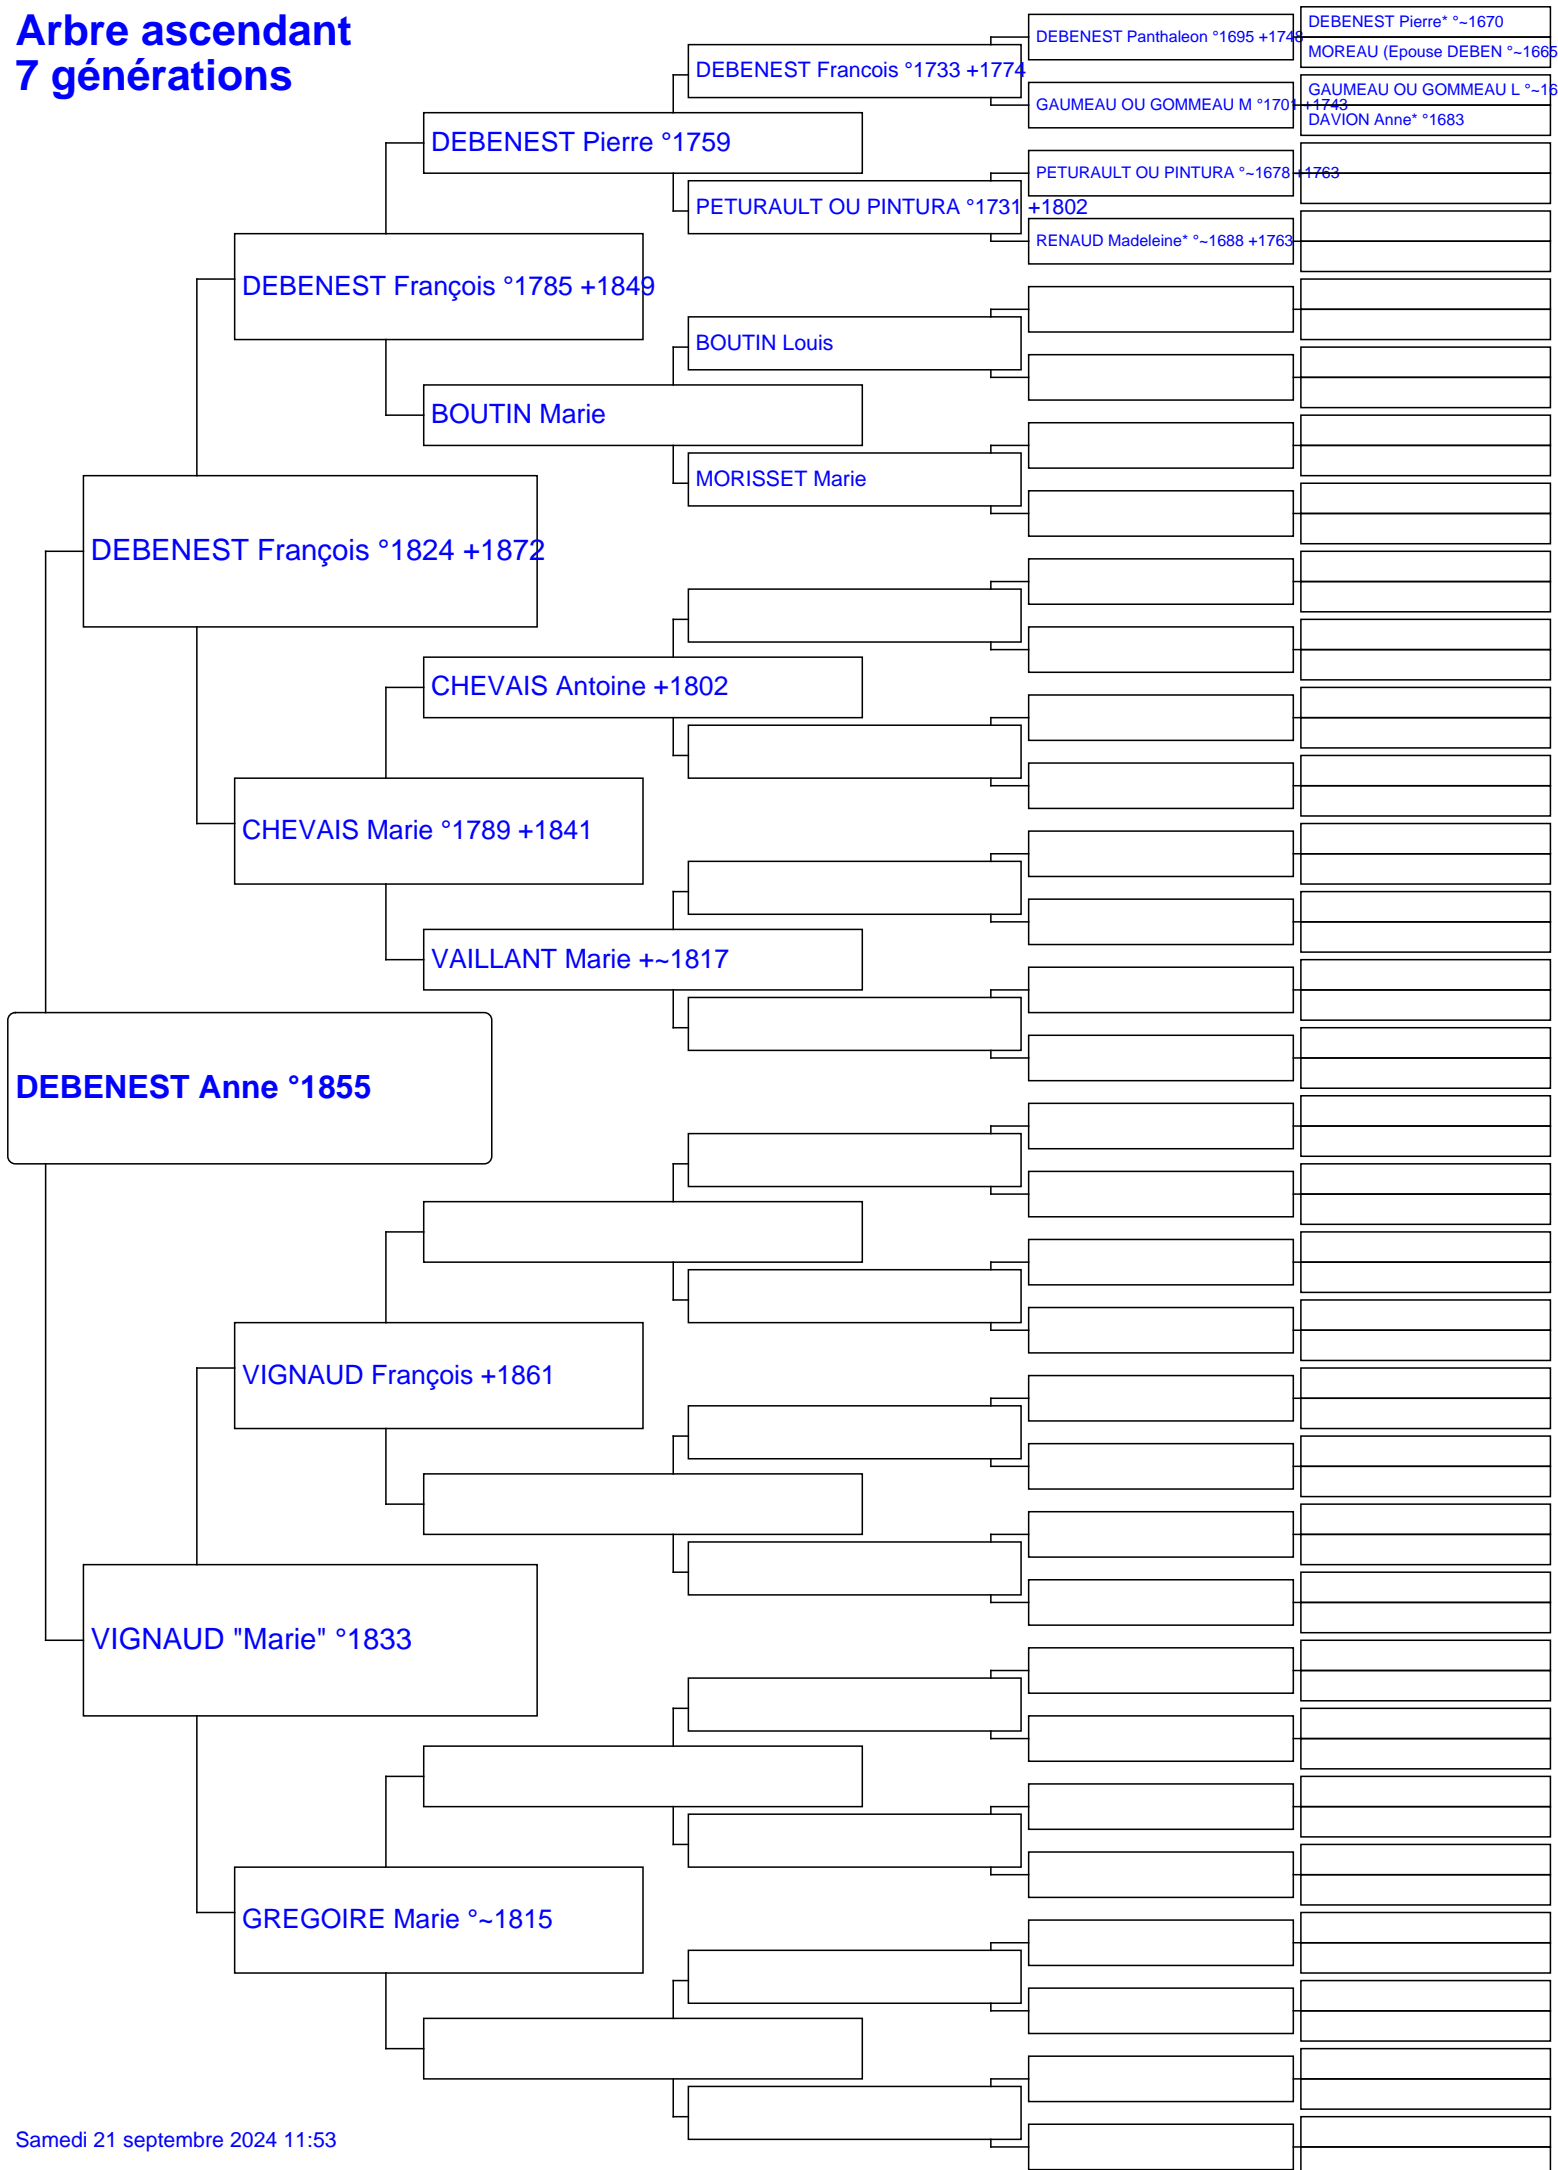 Arbre ascendant
7 générations
DEBENEST Pierre* °~1670
MOREAU (Epouse DEBEN °~1665
DEBENEST Panthaleon °1695 +1748
GAUMEAU OU GOMMEAU L °~16
DAVION Anne* °1683
DEBENEST Francois °1733 +1774
GAUMEAU OU GOMMEAU M °1701 +1743
DEBENEST Pierre °1759
PETURAULT OU PINTURA °~1678 +1763
PETURAULT OU PINTURA °1731 +1802
RENAUD Madeleine* °~1688 +1763
DEBENEST François °1785 +1849
BOUTIN Louis
BOUTIN Marie
MORISSET Marie
DEBENEST François °1824 +1872
CHEVAIS Antoine +1802
CHEVAIS Marie °1789 +1841
VAILLANT Marie +~1817
DEBENEST Anne °1855
VIGNAUD François +1861
VIGNAUD "Marie" °1833
GREGOIRE Marie °~1815
Samedi 21 septembre 2024 11:53